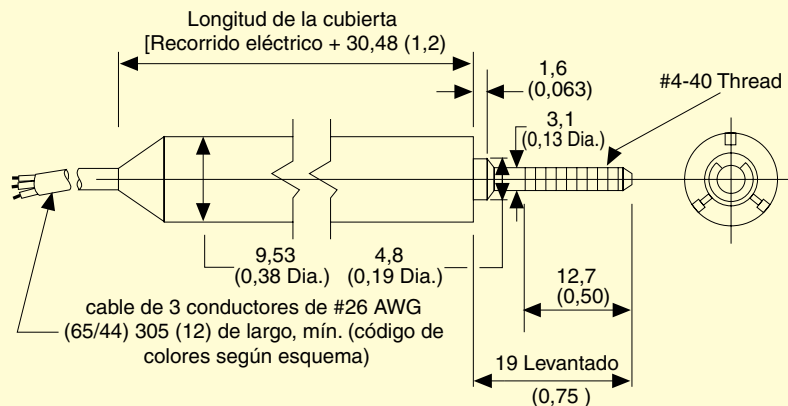 Longitud de la cubierta
[Recorrido eléctrico + 30,48 (1,2)
1,6
(0,063)
#4-40 Thread
3,1
(0,13 Dia.)
9,53
(0,38 Dia.)
4,8
(0,19 Dia.)
12,7
(0,50)
cable de 3 conductores de #26 AWG
(65/44) 305 (12) de largo, mín. (código de
colores según esquema)
19 Levantado
(0,75 )